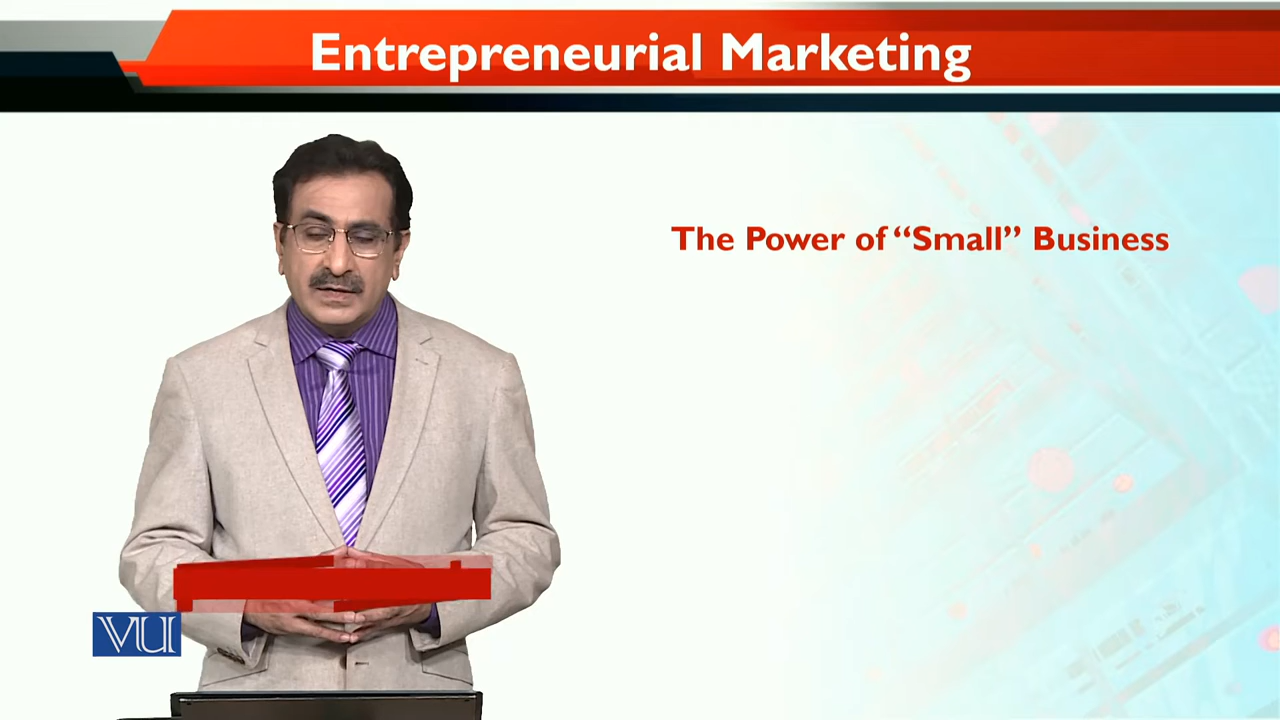 Entrepreneurial Marketing
The Power of “Small” Business
VU